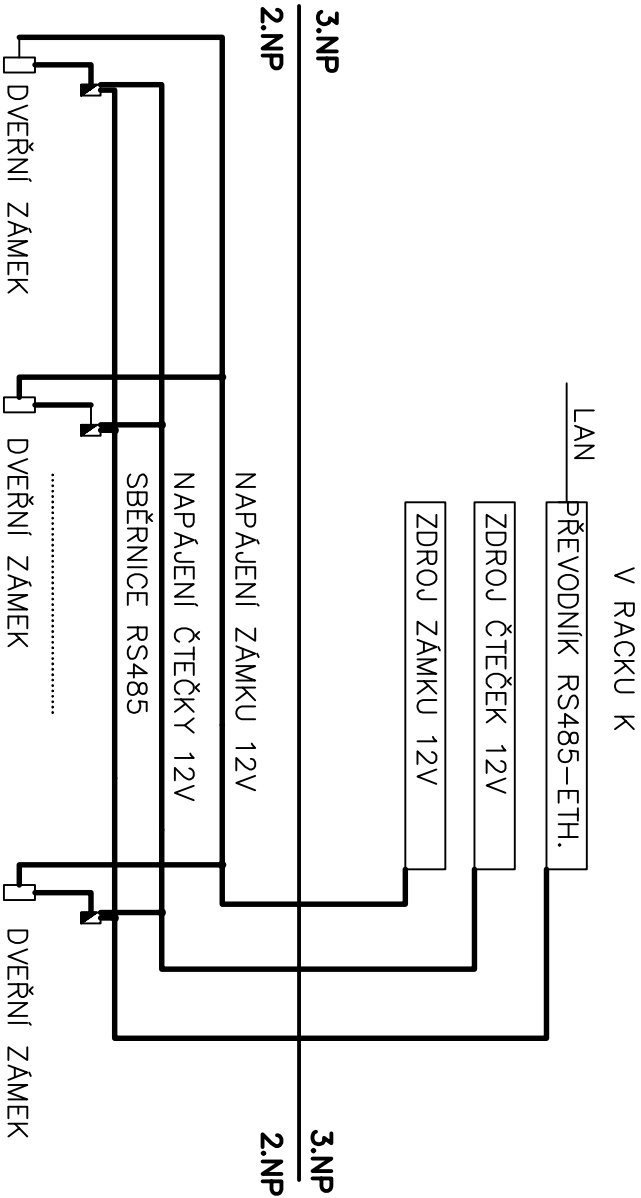 V RACKU K
LAN
PŘEVODNÍK RS485-ETH.
ZDROJ ČTEČEK 12V
ZDROJ ZÁMKU 12V
3.NP
3.NP
2.NP
2.NP
NAPÁJENÍ ZÁMKU 12V
NAPÁJENÍ ČTEČKY 12V
SBĚRNICE RS485
DVEŘNÍ ZÁMEK
DVEŘNÍ ZÁMEK
DVEŘNÍ ZÁMEK